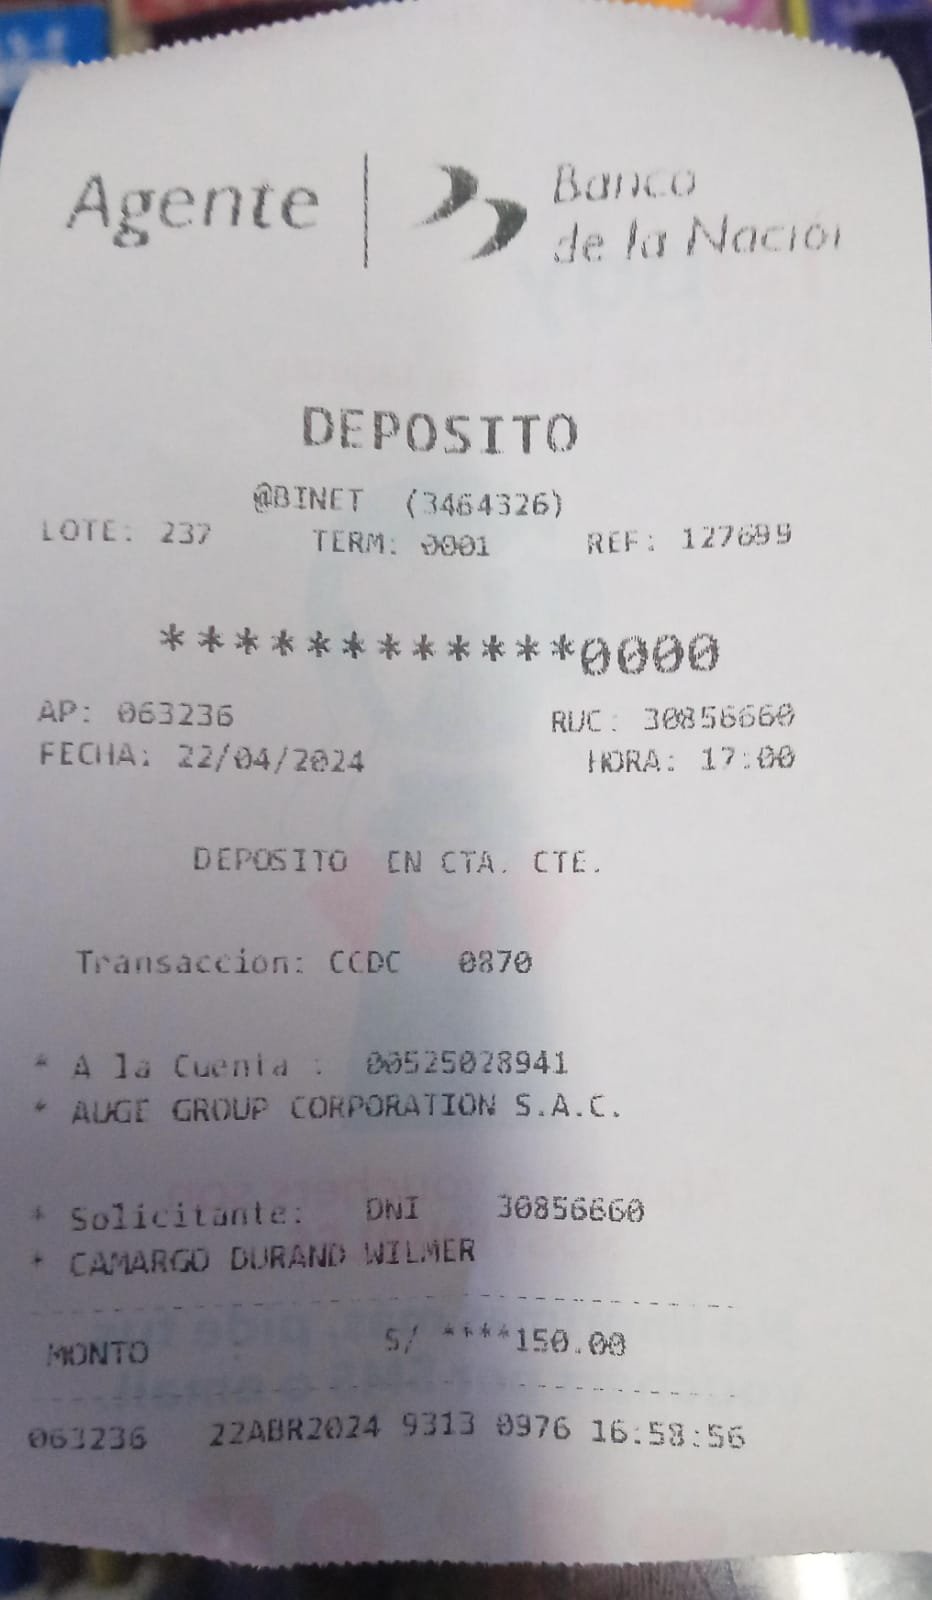 Agente | Banco
de la Nación
DEPOSITO
@BINET (3464326)
LOTE: 237 TERM: 0001 REF: 127699
************0000
AP: 063236 RUC: 30856660
FECHA: 22/04/2024 HORA: 17:00
DEPOSITO EN CTA. CTE.
Transaccion: CCDC 0870
* A la Cuenta : 00525028941
* AUGE GROUP CORPORATION S.A.C.
* Solicitante: DNI 30856660
* CAMARGO DURAND WILMER
MONTO : S/ ****150.00
063236 22ABR2024 9313 0976 16:58:56